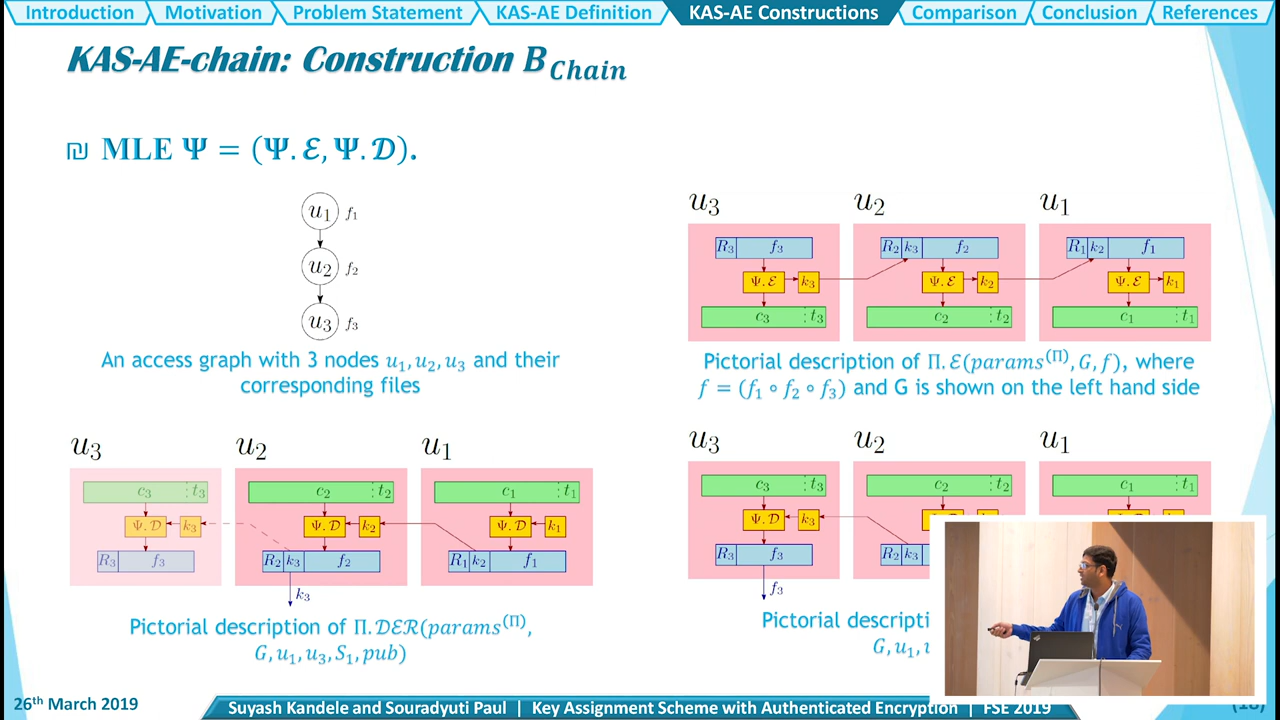 Introduction Motivation Problem Statement KAS-AE Definition KAS-AE Constructions Comparison Conclusion References
KAS-AE-chain: Construction B_Chain
₪ MLE Ψ = (Ψ.ℰ, Ψ.𝒟).
u₁ f₁
u₂ f₂
u₃ f₃
An access graph with 3 nodes u₁, u₂, u₃ and their
corresponding files
u₃ u₂ u₁
R₃ f₃ R₂ k₃ f₂ R₁ k₂ f₁
Ψ.ℰ k₃ Ψ.ℰ k₂ Ψ.ℰ k₁
c₃ t₃ c₂ t₂ c₁ t₁
Pictorial description of Π.ℰ(params⁽ᴨ⁾, G, f), where
f = (f₁ ∘ f₂ ∘ f₃) and G is shown on the left hand side
u₃ u₂ u₁
c₃ t₃ c₂ t₂ c₁ t₁
Ψ.𝒟 k₃ Ψ.𝒟 k₂ Ψ.𝒟 k₁
R₃ f₃ R₂ k₃ f₂ R₁ k₂ f₁
k₃
Pictorial description of Π.𝒟ℰℛ(params⁽ᴨ⁾,
G, u₁, u₃, S₁, pub)
u₃ u₂ u₁
c₃ t₃ c₂ t₂ c₁ t₁
Ψ.𝒟 k₃
R₃ f₃ R₂ k₃
f₃
Pictorial descripti
G, u₁,
26th March 2019
Suyash Kandele and Souradyuti Paul | Key Assignment Scheme with Authenticated Encryption | FSE 2019